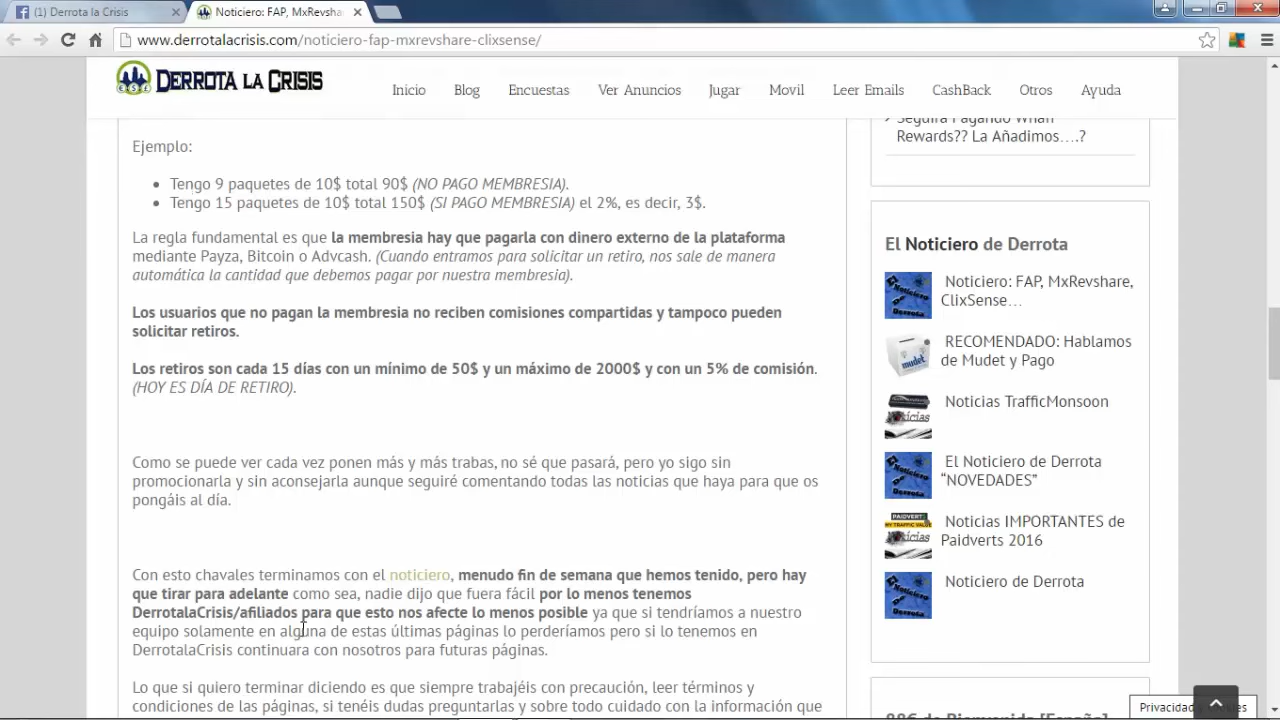 (1) Derrota la Crisis
Noticiero: FAP, MxRevsha
www.derrotalacrisis.com/noticiero-fap-mxrevshare-clixsense/
ESLC
DERROTA LA CRISIS
Inicio Blog Encuestas Ver Anuncios Jugar Movil Leer Emails CashBack Otros Ayuda
Ejemplo:
• Tengo 9 paquetes de 10$ total 90$ (NO PAGO MEMBRESIA).
• Tengo 15 paquetes de 10$ total 150$ (SI PAGO MEMBRESIA) el 2%, es decir, 3$.
La regla fundamental es que la membresia hay que pagarla con dinero externo de la plataforma
mediante Payza, Bitcoin o Advcash. (Cuando entramos para solicitar un retiro, nos sale de manera
automática la cantidad que debemos pagar por nuestra membresia).
Los usuarios que no pagan la membresia no reciben comisiones compartidas y tampoco pueden
solicitar retiros.
Los retiros son cada 15 días con un mínimo de 50$ y un máximo de 2000$ y con un 5% de comisión.
(HOY ES DÍA DE RETIRO).
Como se puede ver cada vez ponen más y más trabas, no sé que pasará, pero yo sigo sin
promocionarla y sin aconsejarla aunque seguiré comentando todas las noticias que haya para que os
pongáis al día.
Con esto chavales terminamos con el noticiero, menudo fin de semana que hemos tenido, pero hay
que tirar para adelante como sea, nadie dijo que fuera fácil por lo menos tenemos
DerrotalaCrisis/afiliados para que esto nos afecte lo menos posible ya que si tendríamos a nuestro
equipo solamente en alguna de estas últimas páginas lo perderíamos pero si lo tenemos en
DerrotalaCrisis continuara con nosotros para futuras páginas.
Lo que si quiero terminar diciendo es que siempre trabajéis con precaución, leer términos y
condiciones de las páginas, si tenéis dudas preguntarlas y sobre todo cuidado con la información que
Seguira Pagando Whaff
Rewards?? La Añadimos….?
El Noticiero de Derrota
Noticiero: FAP, MxRevshare,
ClixSense…
RECOMENDADO: Hablamos
de Mudet y Pago
Noticias TrafficMonsoon
El Noticiero de Derrota
“NOVEDADES”
Noticias IMPORTANTES de
Paidverts 2016
Noticiero de Derrota
88€ de Bienvenida [España]